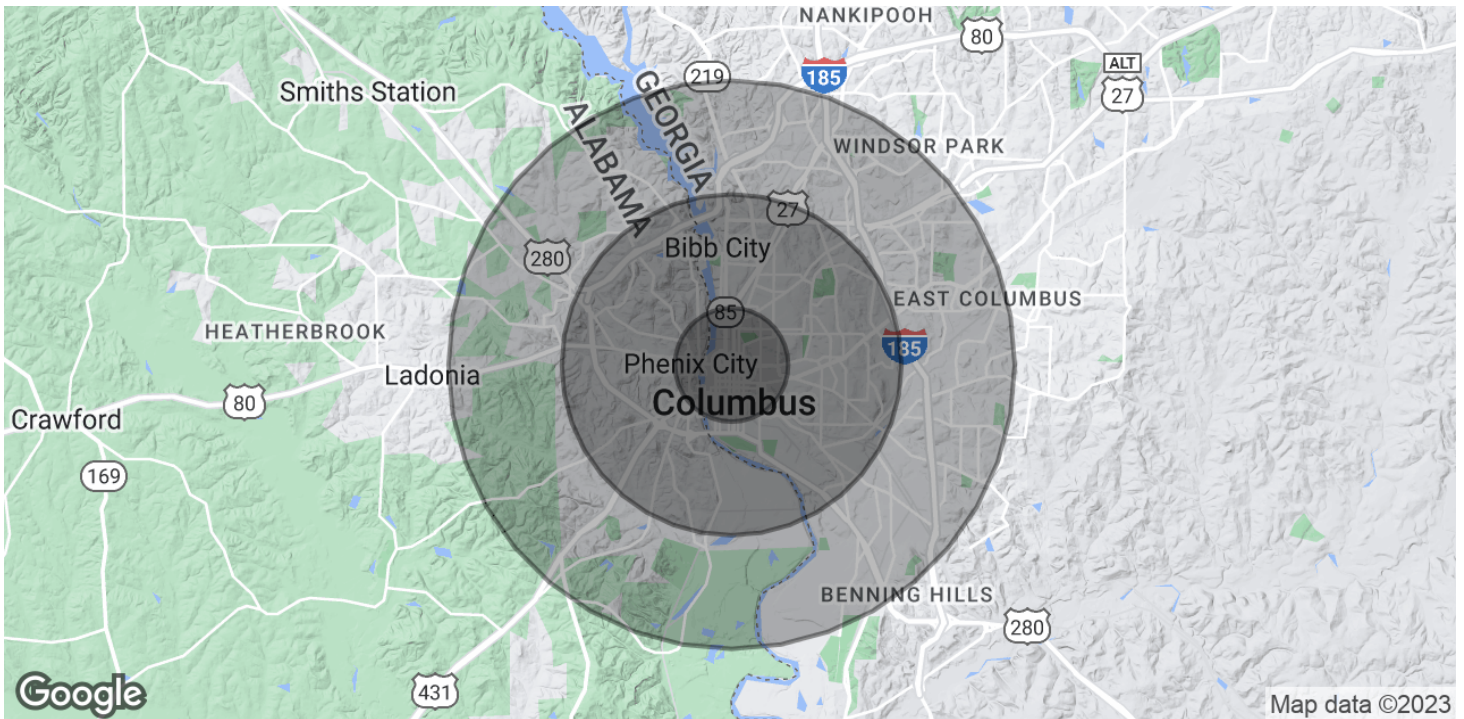 NANKIPOOH
80
219
185
ALT
27
Smiths Station
GEORGIA
ALABAMA
WINDSOR PARK
27
Bibb City
280
EAST COLUMBUS
85
HEATHERBROOK
185
Phenix City
Ladonia
Columbus
80
Crawford
169
BENNING HILLS
280
431
Google
Map data ©2023